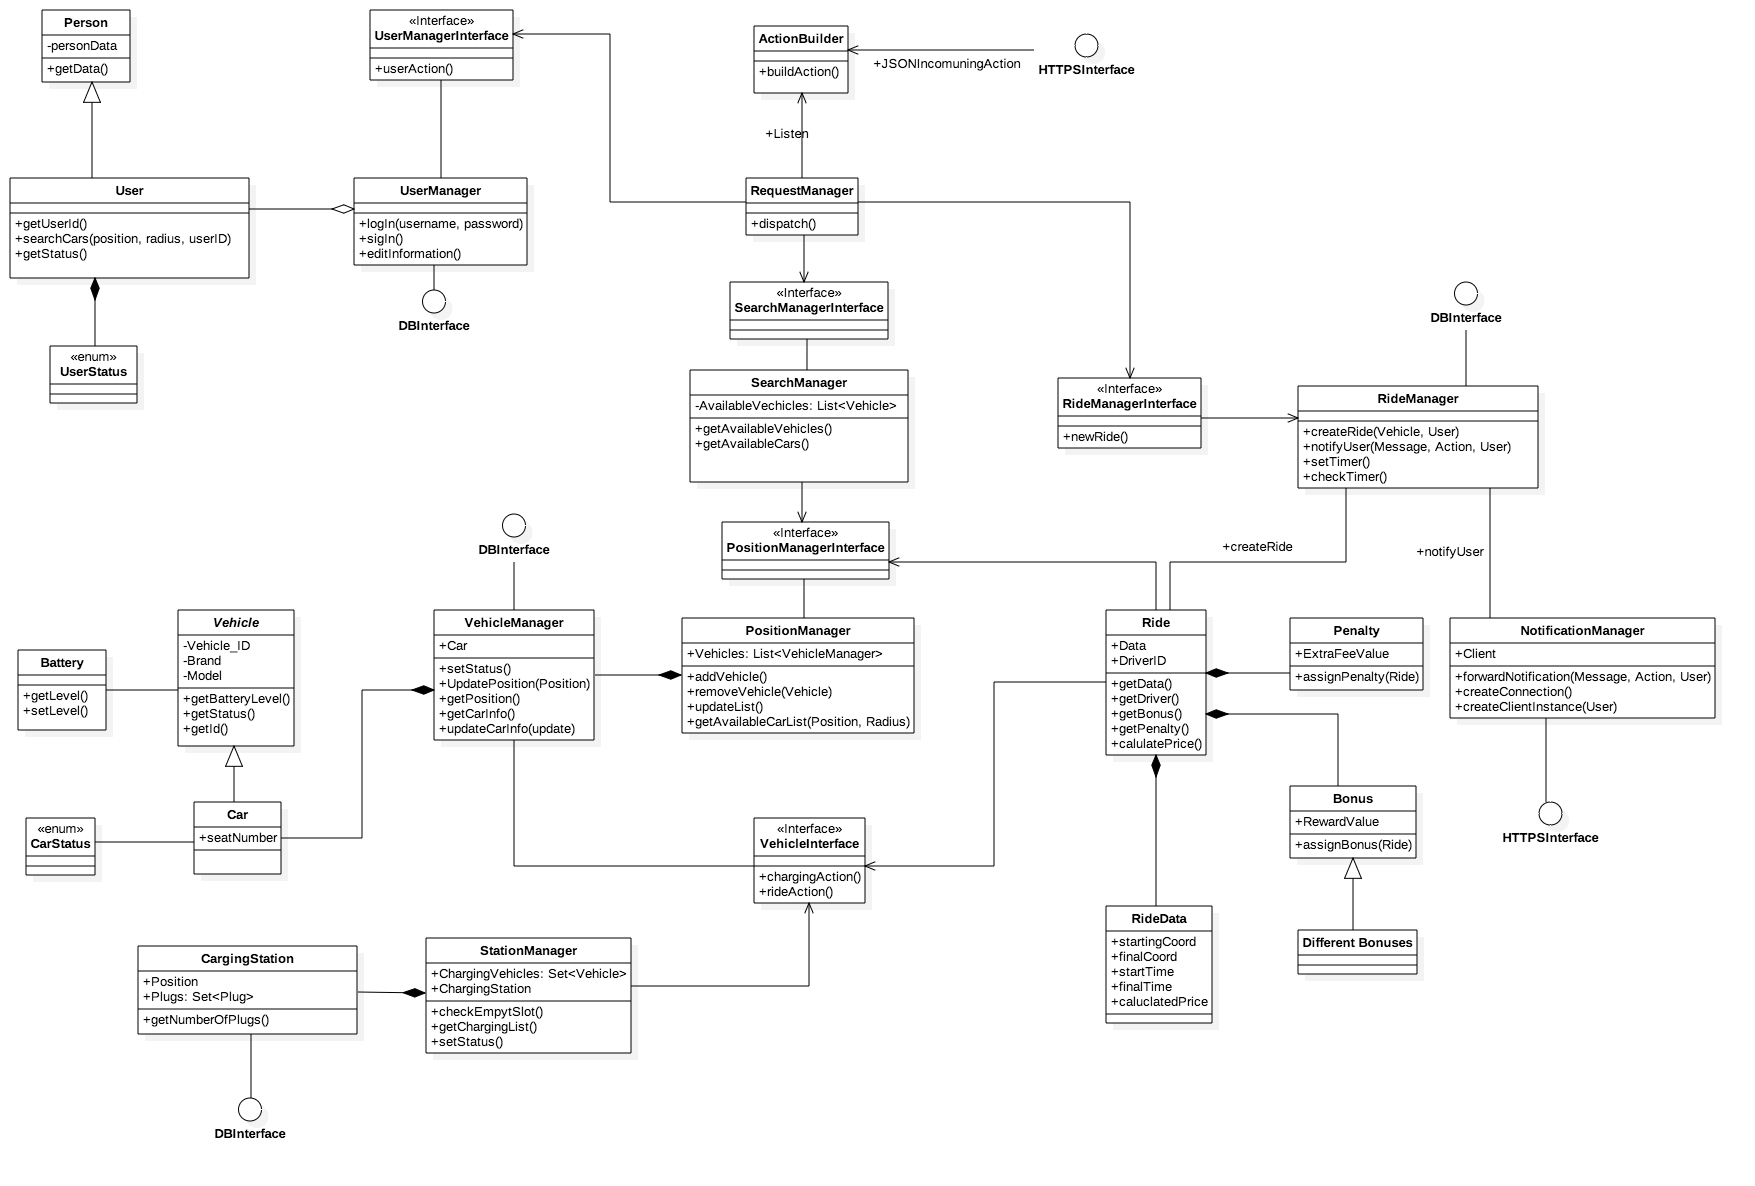 Person
-personData
+getData()
«Interface»
UserManagerInterface
+userAction()
ActionBuilder
+buildAction()
+JSONIncomuningAction
HTTPSInterface
+Listen
User
+getUserId()
+searchCars(position, radius, userID)
+getStatus()
UserManager
+logIn(username, password)
+sigIn()
+editInformation()
RequestManager
+dispatch()
DBInterface
«enum»
UserStatus
«Interface»
SearchManagerInterface
SearchManager
-AvailableVechicles: List<Vehicle>
+getAvailableVehicles()
+getAvailableCars()
«Interface»
RideManagerInterface
+newRide()
DBInterface
RideManager
+createRide(Vehicle, User)
+notifyUser(Message, Action, User)
+setTimer()
+checkTimer()
DBInterface
«Interface»
PositionManagerInterface
+createRide
+notifyUser
Battery
+getLevel()
+setLevel()
Vehicle
-Vehicle_ID
-Brand
-Model
+getBatteryLevel()
+getStatus()
+getId()
VehicleManager
+Car
+setStatus()
+UpdatePosition(Position)
+getPosition()
+getCarInfo()
+updateCarInfo(update)
PositionManager
+Vehicles: List<VehicleManager>
+addVehicle()
+removeVehicle(Vehicle)
+updateList()
+getAvailableCarList(Position, Radius)
Ride
+Data
+DriverID
+getData()
+getDriver()
+getBonus()
+getPenalty()
+calulatePrice()
Penalty
+ExtraFeeValue
+assignPenalty(Ride)
NotificationManager
+Client
+forwardNotification(Message, Action, User)
+createConnection()
+createClientInstance(User)
«enum»
CarStatus
Car
+seatNumber
«Interface»
VehicleInterface
+chargingAction()
+rideAction()
Bonus
+RewardValue
+assignBonus(Ride)
HTTPSInterface
CargingStation
+Position
+Plugs: Set<Plug>
+getNumberOfPlugs()
StationManager
+ChargingVehicles: Set<Vehicle>
+ChargingStation
+checkEmpytSlot()
+getChargingList()
+setStatus()
RideData
+startingCoord
+finalCoord
+startTime
+finalTime
+caluclatedPrice
Different Bonuses
DBInterface